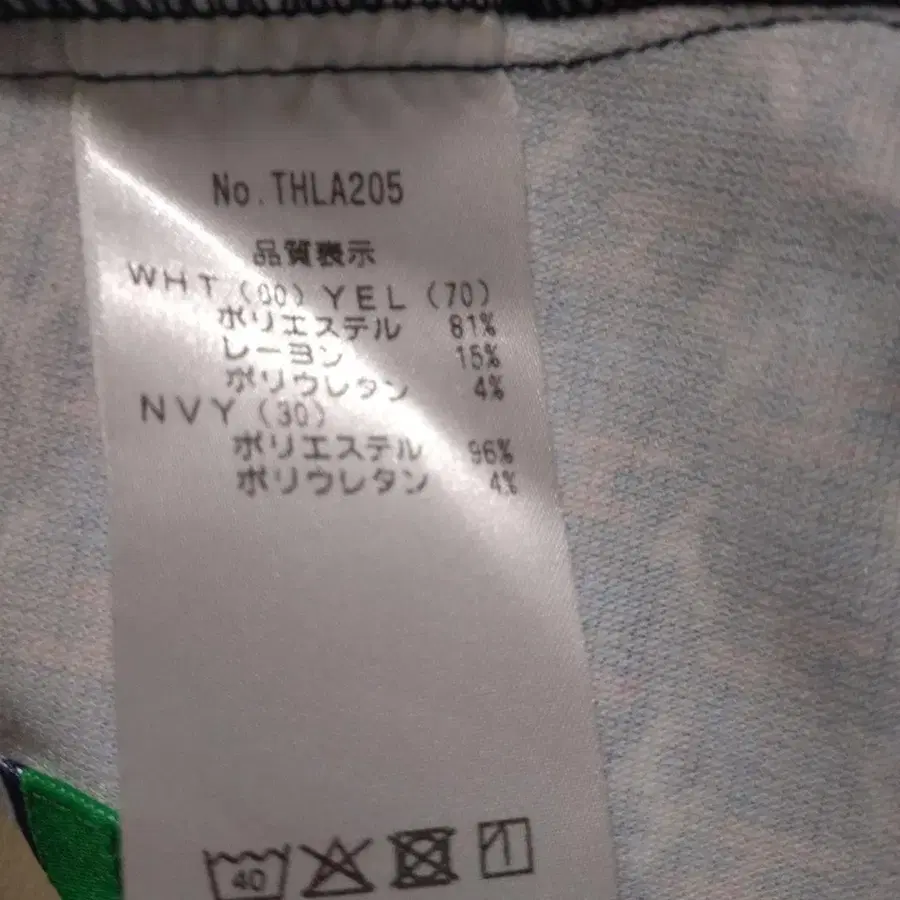 No.THLA205
品質表示
WHT(00)YEL(70)
ポリエステル 81%
レーヨン 15%
ポリウレタン 4%
NVY(30)
ポリエステル 96%
ポリウレタン 4%
40